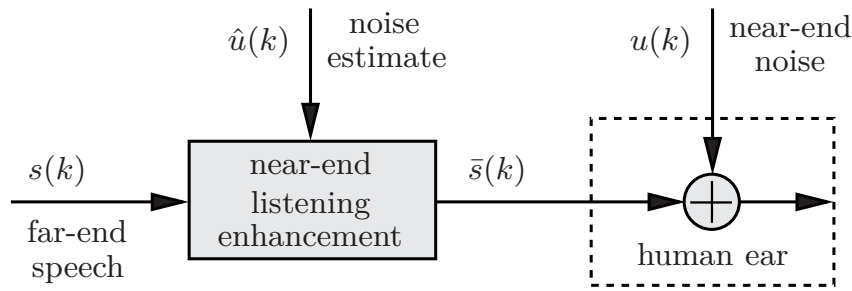 û(k)
noise
estimate
u(k)
near-end
noise
s(k)
far-end
speech
near-end
listening
enhancement
s̄(k)
human ear